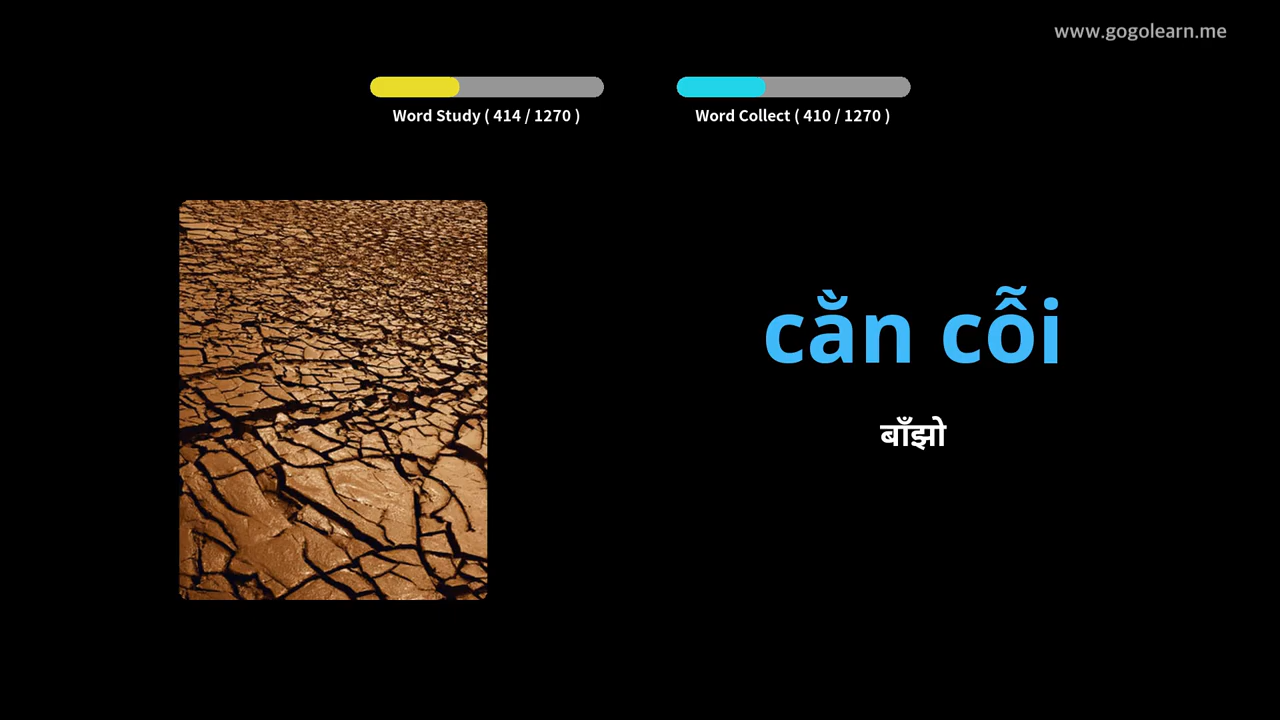 www.gogolearn.me
Word Study ( 414 / 1270 )
Word Collect ( 410 / 1270 )
cằn cỗi
बाँझो